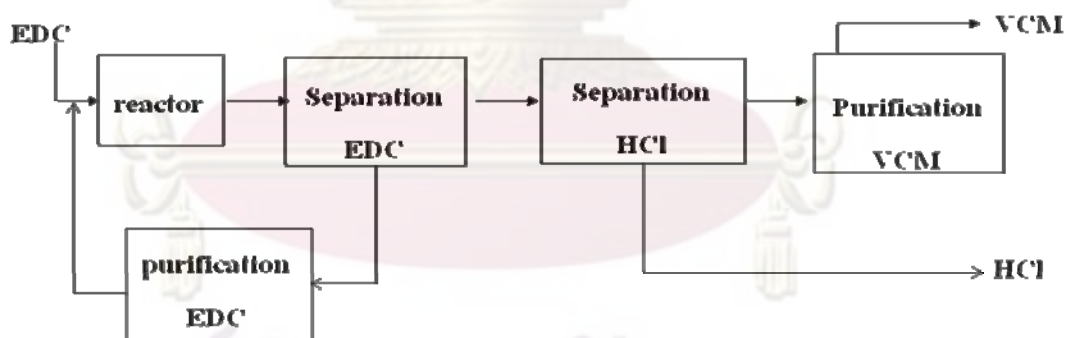 EDC
VCM
reactor
Separation
EDC
Separation
HCl
Purification
VCM
purification
EDC
HCl